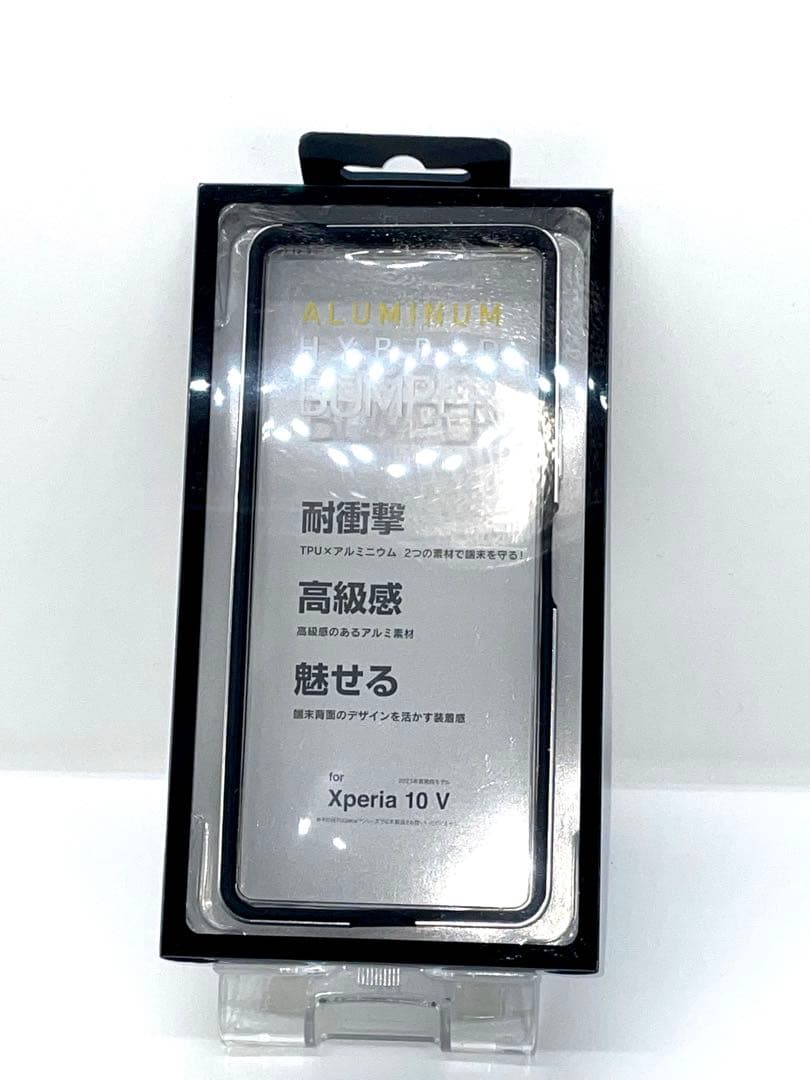 ALUMINUM
HYBRID
BUMPER
耐衝撃
TPU×アルミニウム 2つの素材で端末を守る!
高級感
高級感のあるアルミ素材
魅せる
端末背面のデザインを活かす装着感
for
Xperia 10 V